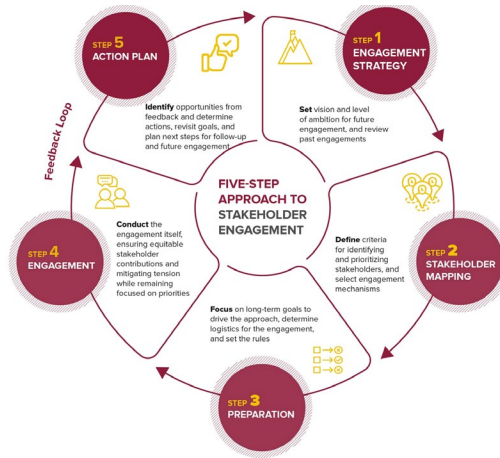 FIVE-STEP
APPROACH TO
STAKEHOLDER
ENGAGEMENT
STEP 1
ENGAGEMENT
STRATEGY
Set vision and level
of ambition for future
engagement, and review
past engagements
STEP 2
STAKEHOLDER
MAPPING
Define criteria
for identifying
and prioritizing
stakeholders, and
select engagement
mechanisms
STEP 3
PREPARATION
Focus on long-term goals to
drive the approach, determine
logistics for the engagement,
and set the rules
STEP 4
ENGAGEMENT
Conduct the
engagement itself,
ensuring equitable
stakeholder
contributions and
mitigating tension
while remaining
focused on priorities
Feedback Loop
STEP 5
ACTION PLAN
Identify opportunities from
feedback and determine
actions, revisit goals, and
plan next steps for follow-up
and future engagement